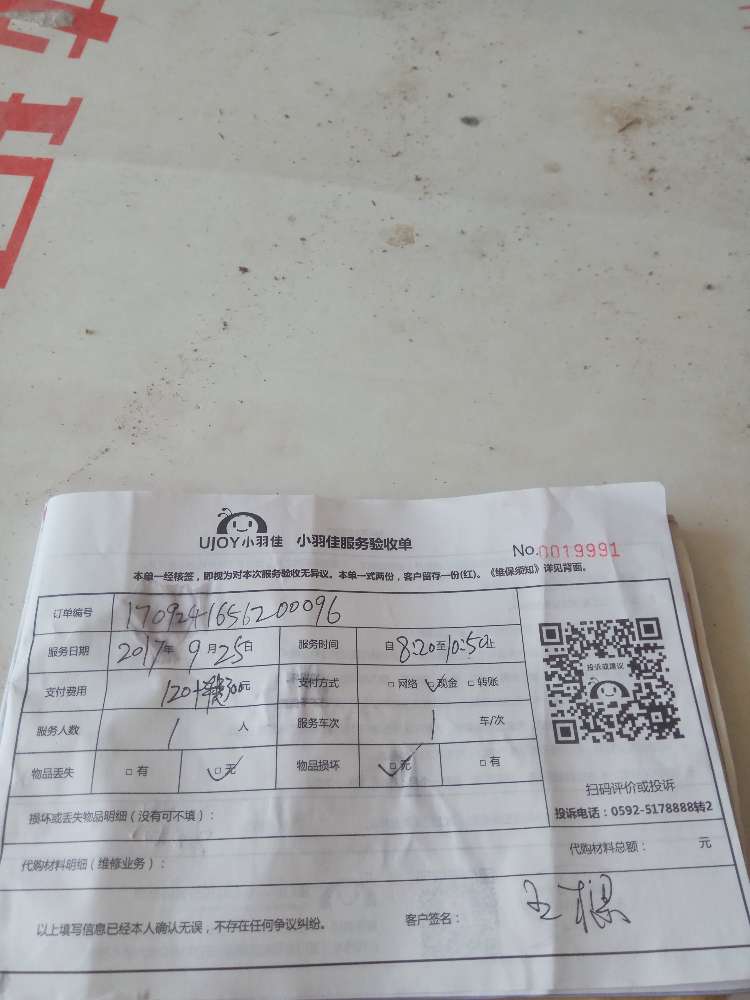 UJOY小羽佳 小羽佳服务验收单
No.0019991
本单一经核签，即视为对本次服务验收无异议。本单一式两份，客户留存一份(红)。《维保须知》详见背面。
订单编号 1709241656200096
服务日期 2017年9月25日 服务时间 自8:20至10:50止
支付费用 120+ 300元 支付方式 □网络 □现金 □转账
服务人数 1 人 服务车次 1 车/次
物品丢失 □有 □无 物品损坏 □无 □有
投诉或建议
扫码评价或投诉
投诉电话：0592-5178888转2
损坏或丢失物品明细（没有可不填）：
代购材料明细（维修业务）： 代购材料总额： 元
以上填写信息已经本人确认无误，不存在任何争议纠纷。 客户签名： 王